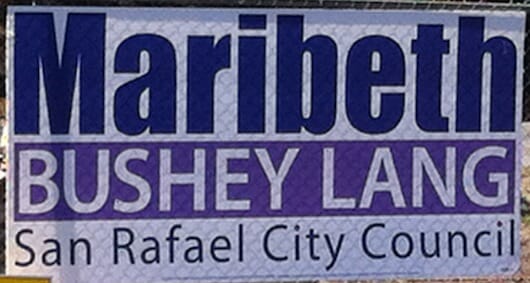 Maribeth
BUSHEY LANG
San Rafael City Council